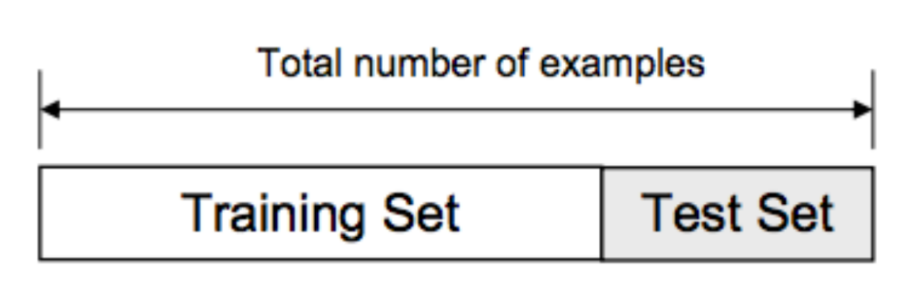 Total number of examples
Training Set
Test Set